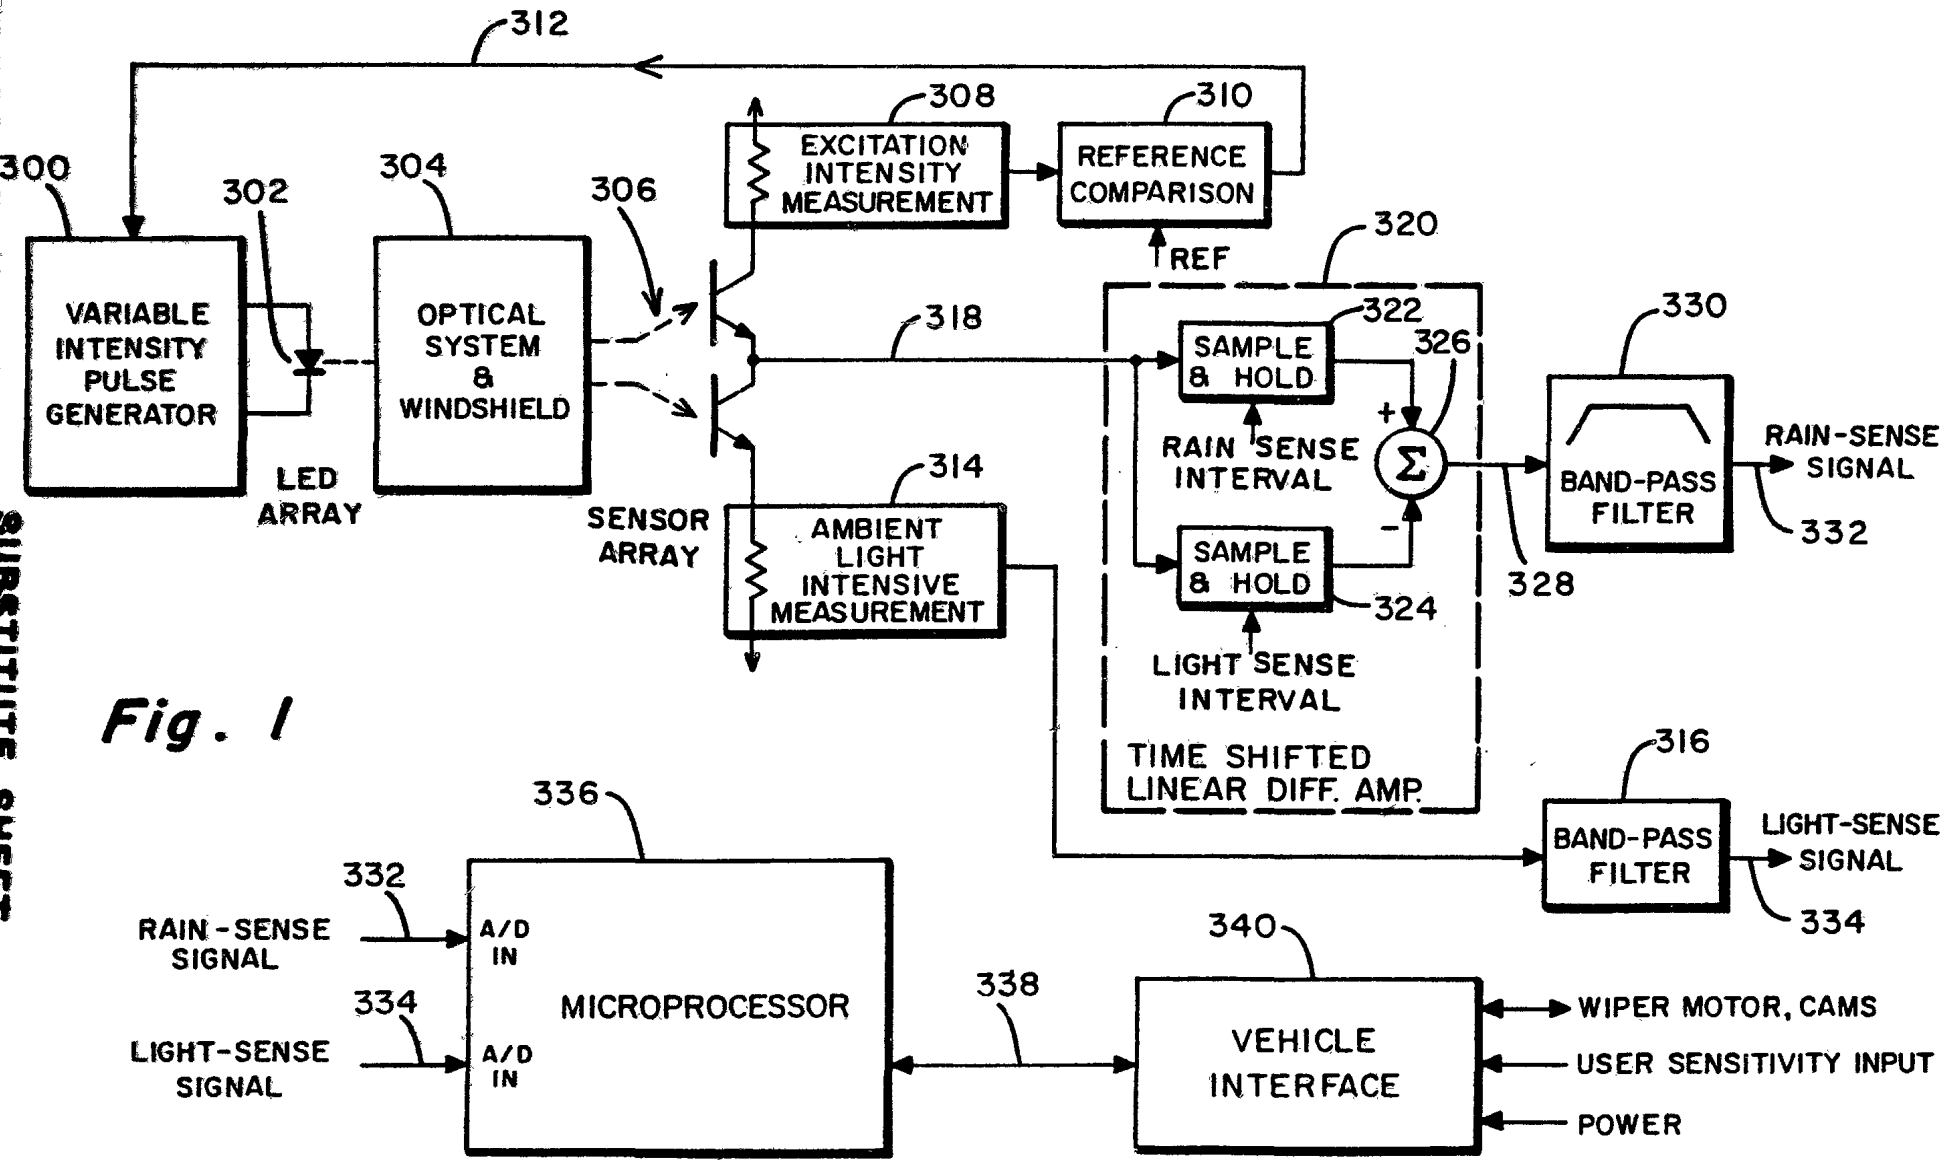 312
308
310
300
302
304
306
EXCITATION
INTENSITY
MEASUREMENT
REFERENCE
COMPARISON
REF
320
VARIABLE
INTENSITY
PULSE
GENERATOR
OPTICAL
SYSTEM
&
WINDSHIELD
318
322
SAMPLE
& HOLD
326
330
+
Σ
RAIN SENSE
INTERVAL
BAND-PASS
FILTER
RAIN-SENSE
SIGNAL
332
LED
ARRAY
SENSOR
ARRAY
314
AMBIENT
LIGHT
INTENSIVE
MEASUREMENT
–
SAMPLE
& HOLD
324
328
LIGHT SENSE
INTERVAL
TIME SHIFTED
LINEAR DIFF. AMP.
SUBSTITUTE SHEET
Fig. 1
316
BAND-PASS
FILTER
LIGHT-SENSE
SIGNAL
334
336
332
RAIN-SENSE
SIGNAL
A/D
IN
334
LIGHT-SENSE
SIGNAL
A/D
IN
MICROPROCESSOR
338
340
VEHICLE
INTERFACE
WIPER MOTOR, CAMS
USER SENSITIVITY INPUT
POWER